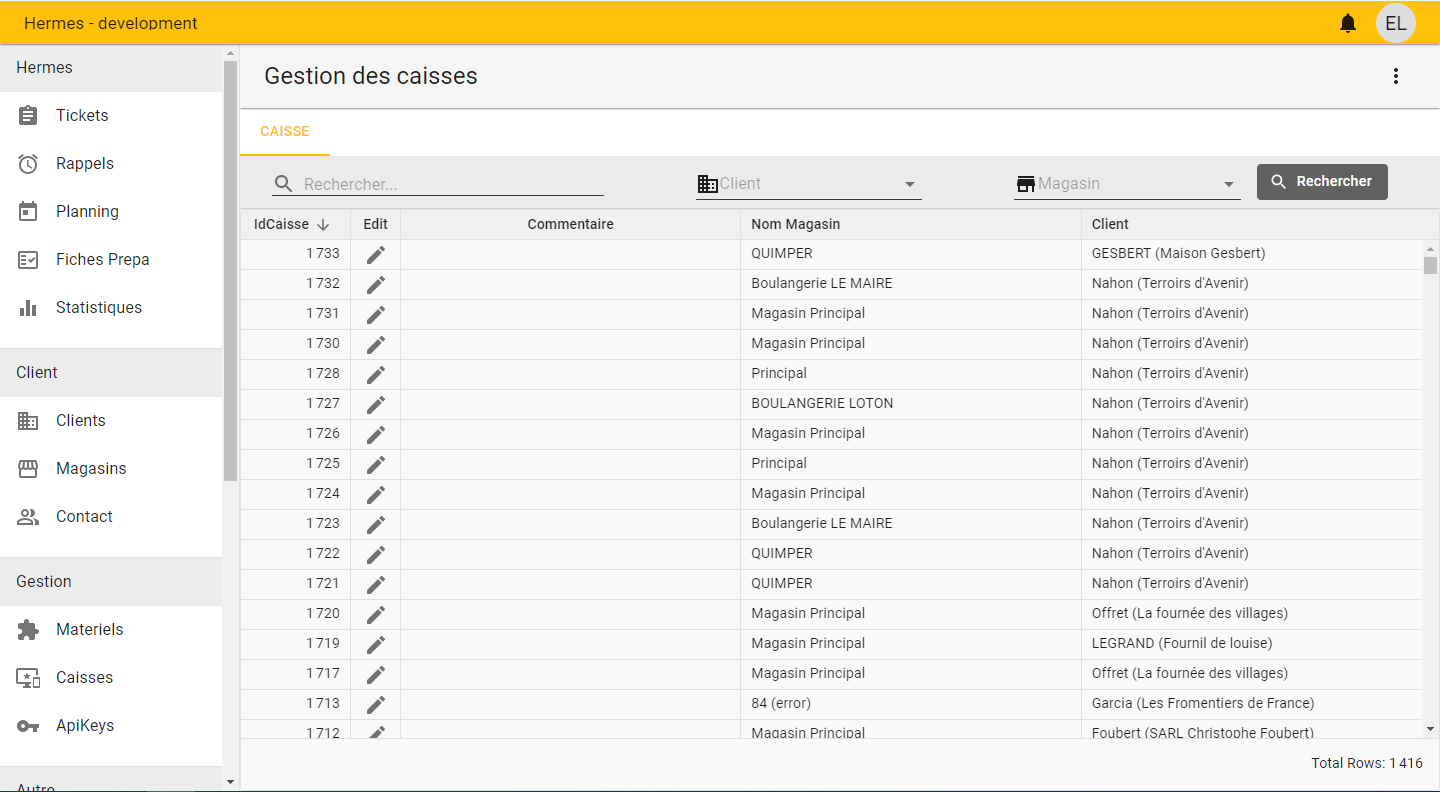 Hermes - development
EL
Hermes
Tickets
Rappels
Planning
Fiches Prepa
Statistiques
Client
Clients
Magasins
Contact
Gestion
Materiels
Caisses
ApiKeys
Autre
Gestion des caisses
CAISSE
Rechercher... Client Magasin Rechercher
IdCaisse Edit Commentaire Nom Magasin Client
1 733 QUIMPER GESBERT (Maison Gesbert)
1 732 Boulangerie LE MAIRE Nahon (Terroirs d'Avenir)
1 731 Magasin Principal Nahon (Terroirs d'Avenir)
1 730 Magasin Principal Nahon (Terroirs d'Avenir)
1 728 Principal Nahon (Terroirs d'Avenir)
1 727 BOULANGERIE LOTON Nahon (Terroirs d'Avenir)
1 726 Magasin Principal Nahon (Terroirs d'Avenir)
1 725 Principal Nahon (Terroirs d'Avenir)
1 724 Magasin Principal Nahon (Terroirs d'Avenir)
1 723 Boulangerie LE MAIRE Nahon (Terroirs d'Avenir)
1 722 QUIMPER Nahon (Terroirs d'Avenir)
1 721 QUIMPER Nahon (Terroirs d'Avenir)
1 720 Magasin Principal Offret (La fournée des villages)
1 719 Magasin Principal LEGRAND (Fournil de louise)
1 717 Magasin Principal Offret (La fournée des villages)
1 713 84 (error) Garcia (Les Fromentiers de France)
1 712 Magasin Principal Foubert (SARL Christophe Foubert)
Total Rows: 1 416